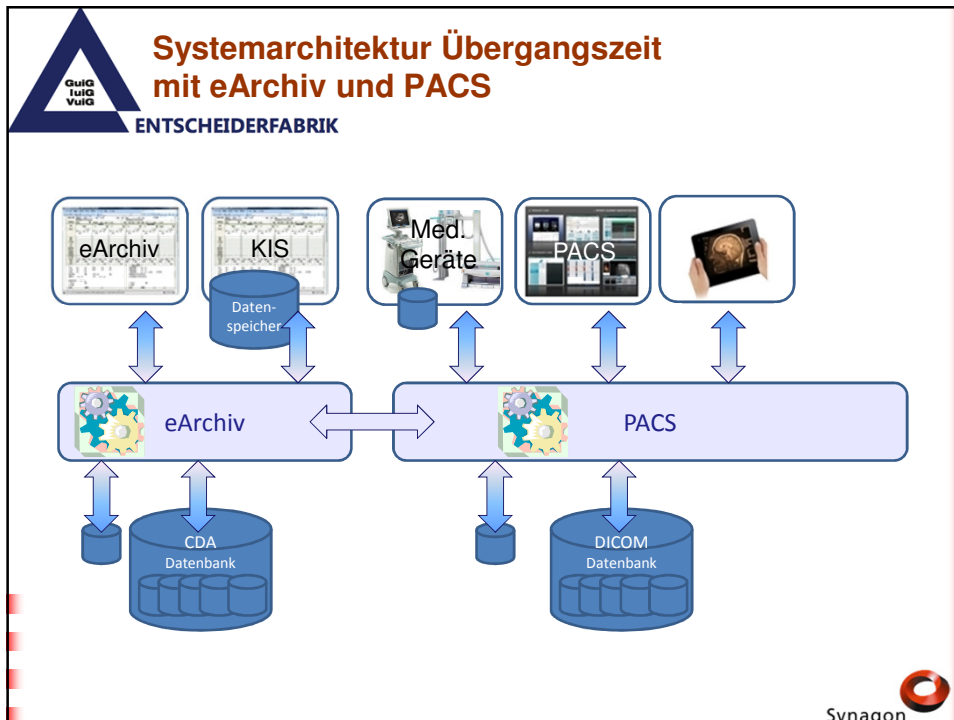 Systemarchitektur Übergangszeit
mit eArchiv und PACS
GuiG
IuiG
VuiG
ENTSCHEIDERFABRIK
eArchiv
KIS
Med.
Geräte
PACS
Daten-
speicher
eArchiv
PACS
CDA
Datenbank
DICOM
Datenbank
Synagon